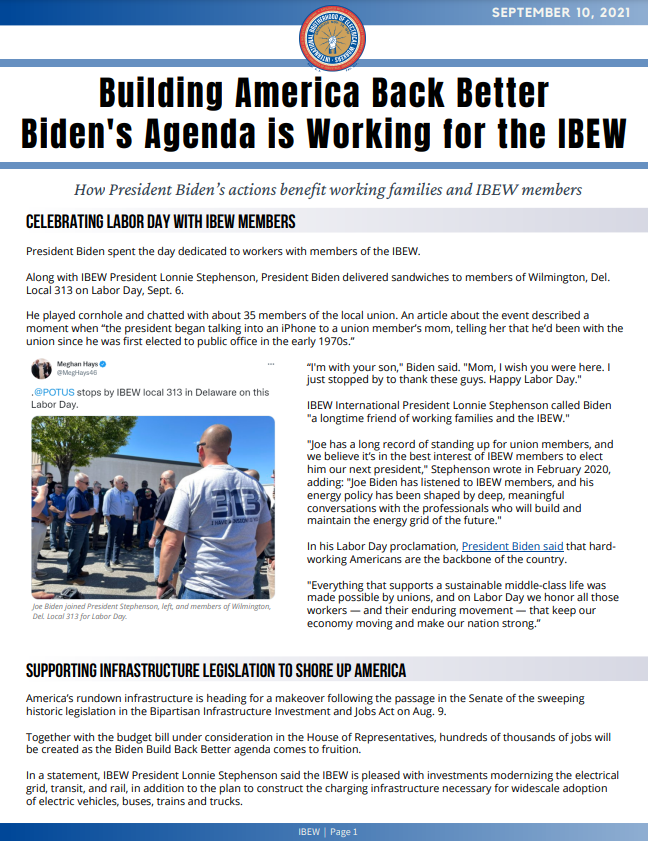 SEPTEMBER 10, 2021
INTERNATIONAL BROTHERHOOD OF ELECTRICAL WORKERS
Building America Back Better
Biden's Agenda is Working for the IBEW
How President Biden's actions benefit working families and IBEW members
CELEBRATING LABOR DAY WITH IBEW MEMBERS
President Biden spent the day dedicated to workers with members of the IBEW.
Along with IBEW President Lonnie Stephenson, President Biden delivered sandwiches to members of Wilmington, Del.
Local 313 on Labor Day, Sept. 6.
He played cornhole and chatted with about 35 members of the local union. An article about the event described a
moment when “the president began talking into an iPhone to a union member’s mom, telling her that he’d been with the
union since he was first elected to public office in the early 1970s.”
Meghan Hays
@MegHays46
.@POTUS stops by IBEW local 313 in Delaware on this
Labor Day.
313
Joe Biden joined President Stephenson, left, and members of Wilmington,
Del. Local 313 for Labor Day.
“I'm with your son," Biden said. "Mom, I wish you were here. I
just stopped by to thank these guys. Happy Labor Day."
IBEW International President Lonnie Stephenson called Biden
"a longtime friend of working families and the IBEW."
"Joe has a long record of standing up for union members, and
we believe it’s in the best interest of IBEW members to elect
him our next president," Stephenson wrote in February 2020,
adding: "Joe Biden has listened to IBEW members, and his
energy policy has been shaped by deep, meaningful
conversations with the professionals who will build and
maintain the energy grid of the future."
In his Labor Day proclamation, President Biden said that hard-
working Americans are the backbone of the country.
"Everything that supports a sustainable middle-class life was
made possible by unions, and on Labor Day we honor all those
workers — and their enduring movement — that keep our
economy moving and make our nation strong.”
SUPPORTING INFRASTRUCTURE LEGISLATION TO SHORE UP AMERICA
America’s rundown infrastructure is heading for a makeover following the passage in the Senate of the sweeping
historic legislation in the Bipartisan Infrastructure Investment and Jobs Act on Aug. 9.
Together with the budget bill under consideration in the House of Representatives, hundreds of thousands of jobs will
be created as the Biden Build Back Better agenda comes to fruition.
In a statement, IBEW President Lonnie Stephenson said the IBEW is pleased with investments modernizing the electrical
grid, transit, and rail, in addition to the plan to construct the charging infrastructure necessary for widescale adoption
of electric vehicles, buses, trains and trucks.
IBEW | Page 1